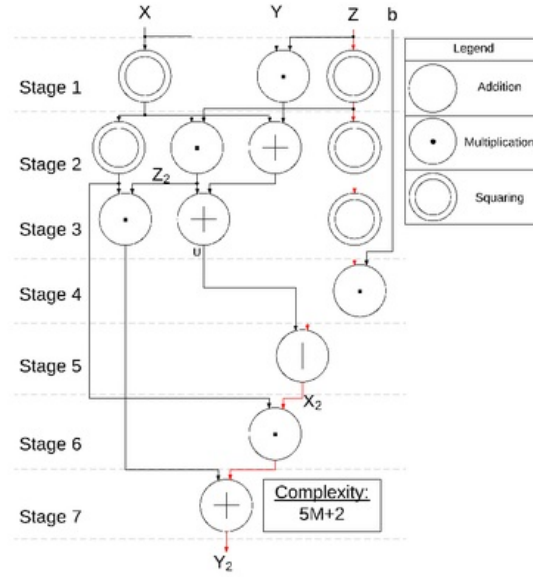 X Y Z b
Legend
Stage 1
Addition
Stage 2
Multiplication
Z2
Squaring
Stage 3
U
Stage 4
Stage 5
X2
Stage 6
Complexity:
5M+2
Stage 7
Y2